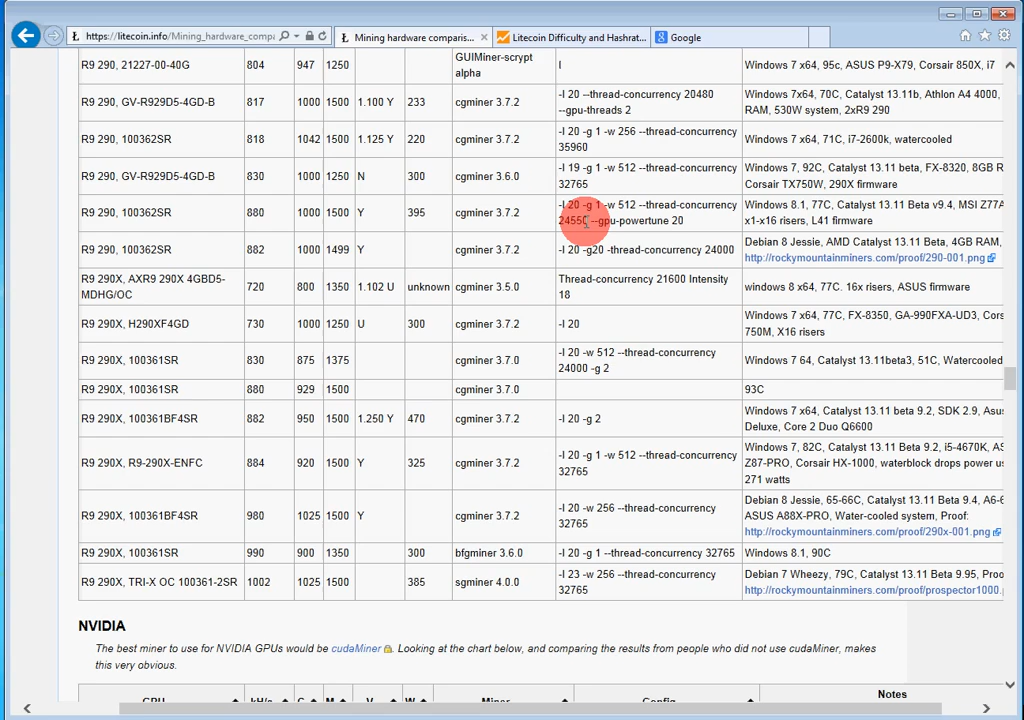 https://litecoin.info/Mining_hardware_compa
Mining hardware comparis...
Litecoin Difficulty and Hashrat...
Google
R9 290, 21227-00-40G 804 947 1250 GUIMiner-scrypt alpha I Windows 7 x64, 95c, ASUS P9-X79, Corsair 850X, i7
R9 290, GV-R929D5-4GD-B 817 1000 1500 1.100 Y 233 cgminer 3.7.2 -I 20 --thread-concurrency 20480 --gpu-threads 2 Windows 7x64, 70C, Catalyst 13.11b, Athlon A4 4000, RAM, 530W system, 2xR9 290
R9 290, 100362SR 818 1042 1500 1.125 Y 220 cgminer 3.7.2 -I 20 -g 1 -w 256 --thread-concurrency 35960 Windows 7 x64, 71C, i7-2600k, watercooled
R9 290, GV-R929D5-4GD-B 830 1000 1250 N 300 cgminer 3.6.0 -I 19 -g 1 -w 512 --thread-concurrency 32765 Windows 7, 92C, Catalyst 13.11 beta, FX-8320, 8GB R Corsair TX750W, 290X firmware
R9 290, 100362SR 880 1000 1500 Y 395 cgminer 3.7.2 -I 20 -g 1 -w 512 --thread-concurrency 24550 --gpu-powertune 20 Windows 8.1, 77C, Catalyst 13.11 Beta v9.4, MSI Z77A x1-x16 risers, L41 firmware
R9 290, 100362SR 882 1000 1499 Y cgminer 3.7.2 -I 20 -g20 -thread-concurrency 24000 Debian 8 Jessie, AMD Catalyst 13.11 Beta, 4GB RAM, http://rockymountainminers.com/proof/290-001.png
R9 290X, AXR9 290X 4GBD5-MDHG/OC 720 800 1350 1.102 U unknown cgminer 3.5.0 Thread-concurrency 21600 Intensity 18 windows 8 x64, 77C. 16x risers, ASUS firmware
R9 290X, H290XF4GD 730 1000 1250 U 300 cgminer 3.7.2 -I 20 Windows 7 x64, 77C, FX-8350, GA-990FXA-UD3, Cors 750M, X16 risers
R9 290X, 100361SR 830 875 1375 cgminer 3.7.0 -I 20 -w 512 --thread-concurrency 24000 -g 2 Windows 7 64, Catalyst 13.11beta3, 51C, Watercooled
R9 290X, 100361SR 880 929 1500 cgminer 3.7.0 93C
R9 290X, 100361BF4SR 882 950 1500 1.250 Y 470 cgminer 3.7.2 -I 20 -g 2 Windows 7 x64, Catalyst 13.11 beta 9.2, SDK 2.9, Asus Deluxe, Core 2 Duo Q6600
R9 290X, R9-290X-ENFC 884 920 1500 Y 325 cgminer 3.7.2 -I 20 -g 1 -w 512 --thread-concurrency 32765 Windows 7, 82C, Catalyst 13.11 Beta 9.2, i5-4670K, AS Z87-PRO, Corsair HX-1000, waterblock drops power us 271 watts
R9 290X, 100361BF4SR 980 1025 1500 Y cgminer 3.7.2 -I 20 -w 256 --thread-concurrency 32765 Debian 8 Jessie, 65-66C, Catalyst 13.11 Beta 9.4, A6-6 ASUS A88X-PRO, Water-cooled system, Proof: http://rockymountainminers.com/proof/290x-001.png
R9 290X, 100361SR 990 900 1350 300 bfgminer 3.6.0 -I 20 -g 1 --thread-concurrency 32765 Windows 8.1, 90C
R9 290X, TRI-X OC 100361-2SR 1002 1025 1500 385 sgminer 4.0.0 -I 23 -w 256 --thread-concurrency 32765 Debian 7 Wheezy, 79C, Catalyst 13.11 Beta 9.95, Proo http://rockymountainminers.com/proof/prospector1000.
NVIDIA
The best miner to use for NVIDIA GPUs would be cudaMiner. Looking at the chart below, and comparing the results from people who did not use cudaMiner, makes
this very obvious.
GPU kH/s C M V W Miner Config Notes